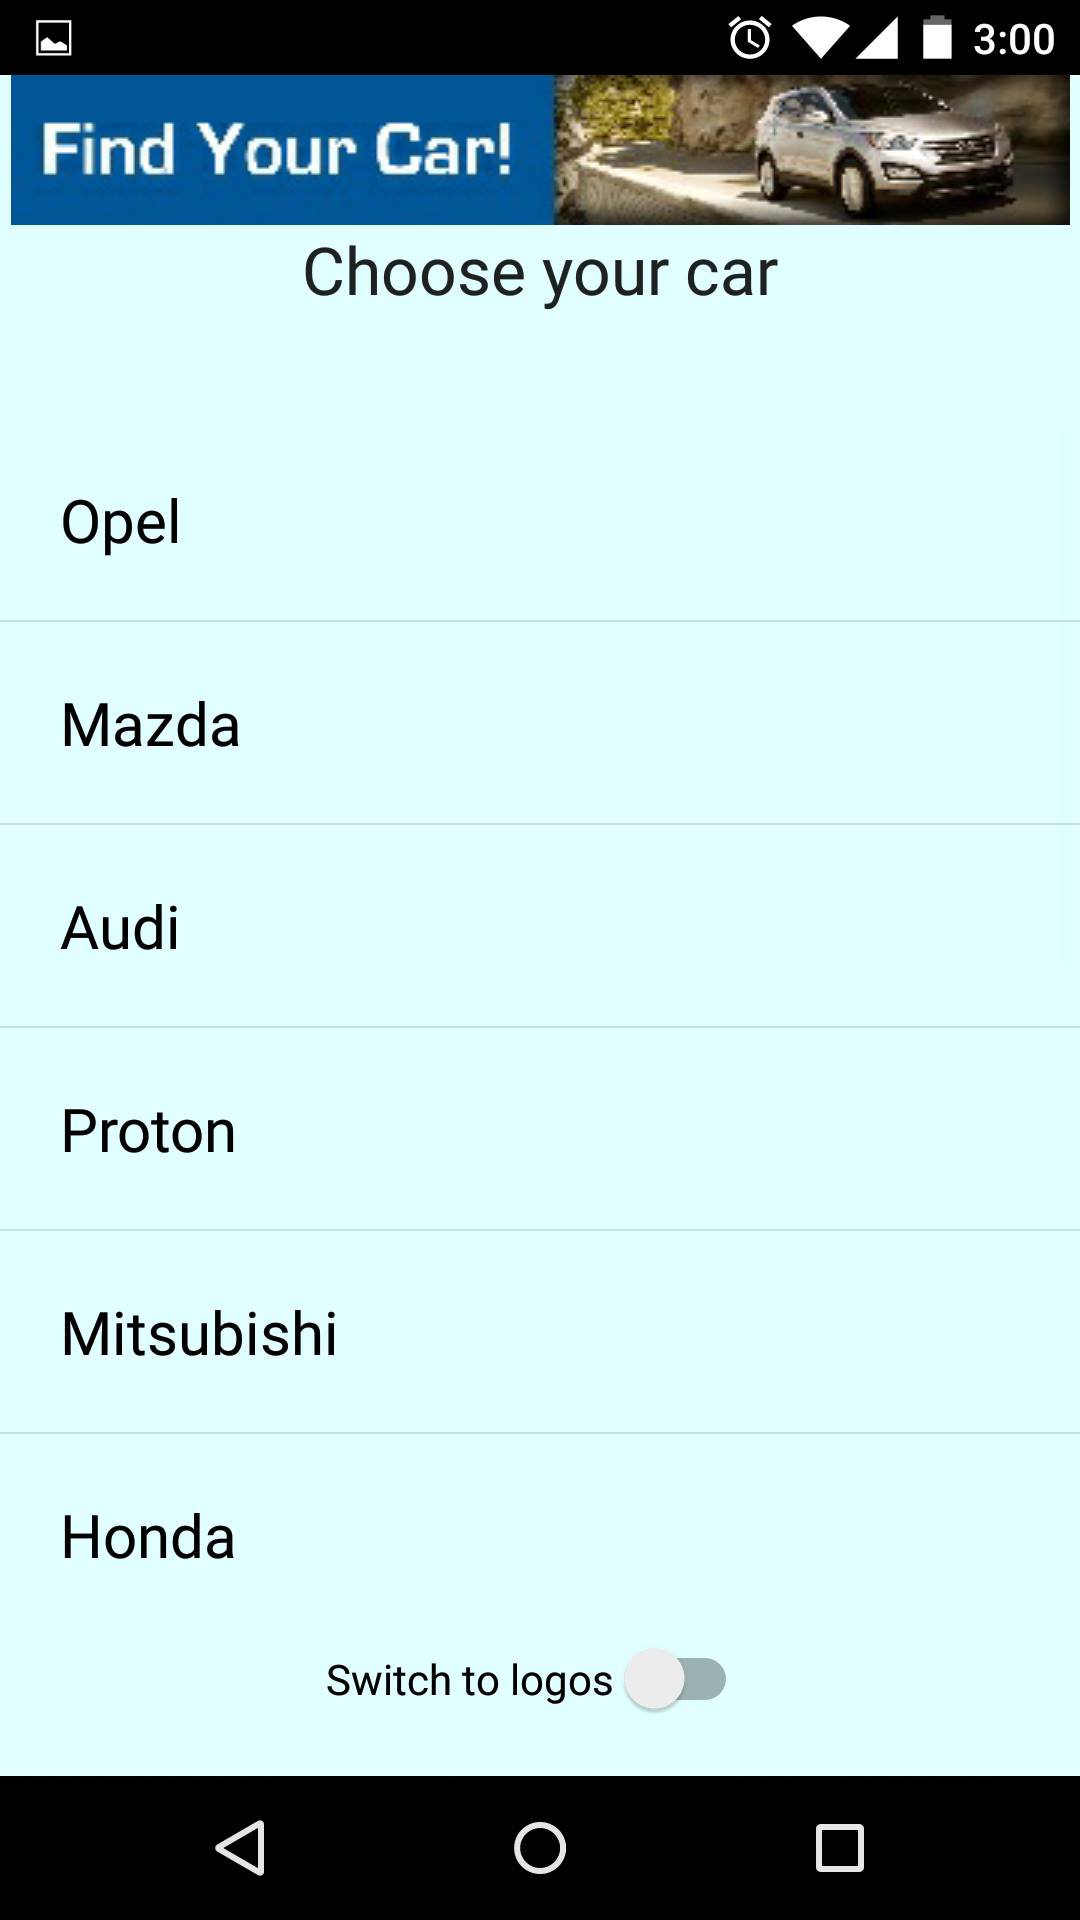 3:00
Find Your Car!
Choose your car
Opel
Mazda
Audi
Proton
Mitsubishi
Honda
Switch to logos